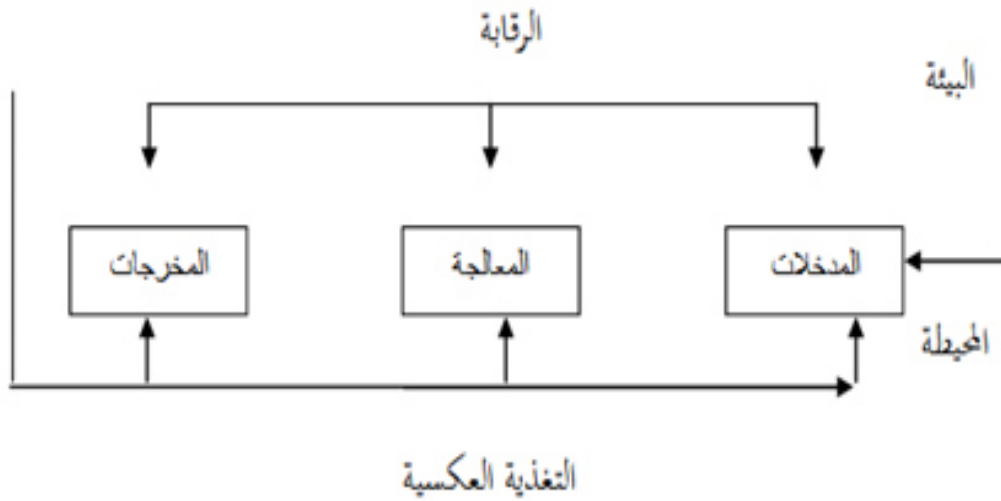 الرقابة
البيئة
المدخلات
المعالجة
المخرجات
المحيطة
التغذية العكسية